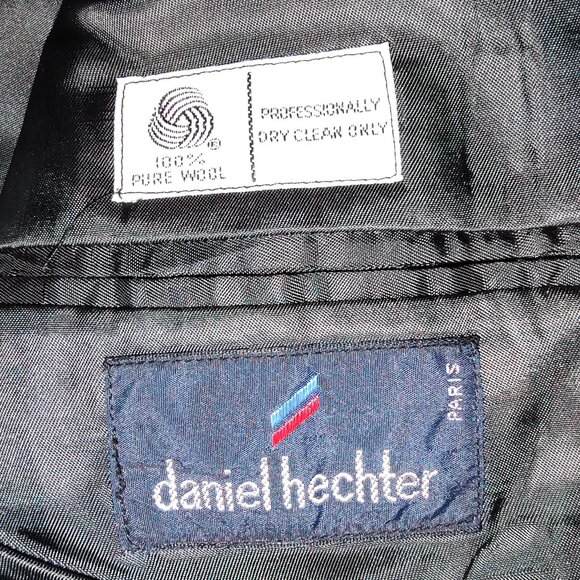 ®
100%
PURE WOOL
PROFESSIONALLY
DRY CLEAN ONLY
PARIS
daniel hechter